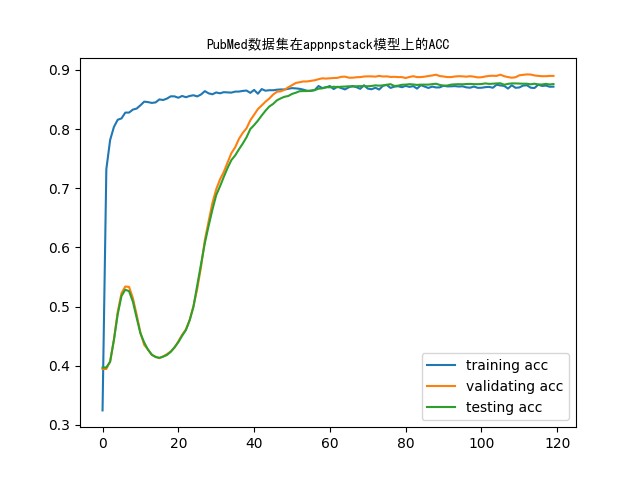 PubMed数据集在appnpstack模型上的ACC
0.9
0.8
0.7
0.6
0.5
0.4
0.3
0 20 40 60 80 100 120
training acc
validating acc
testing acc